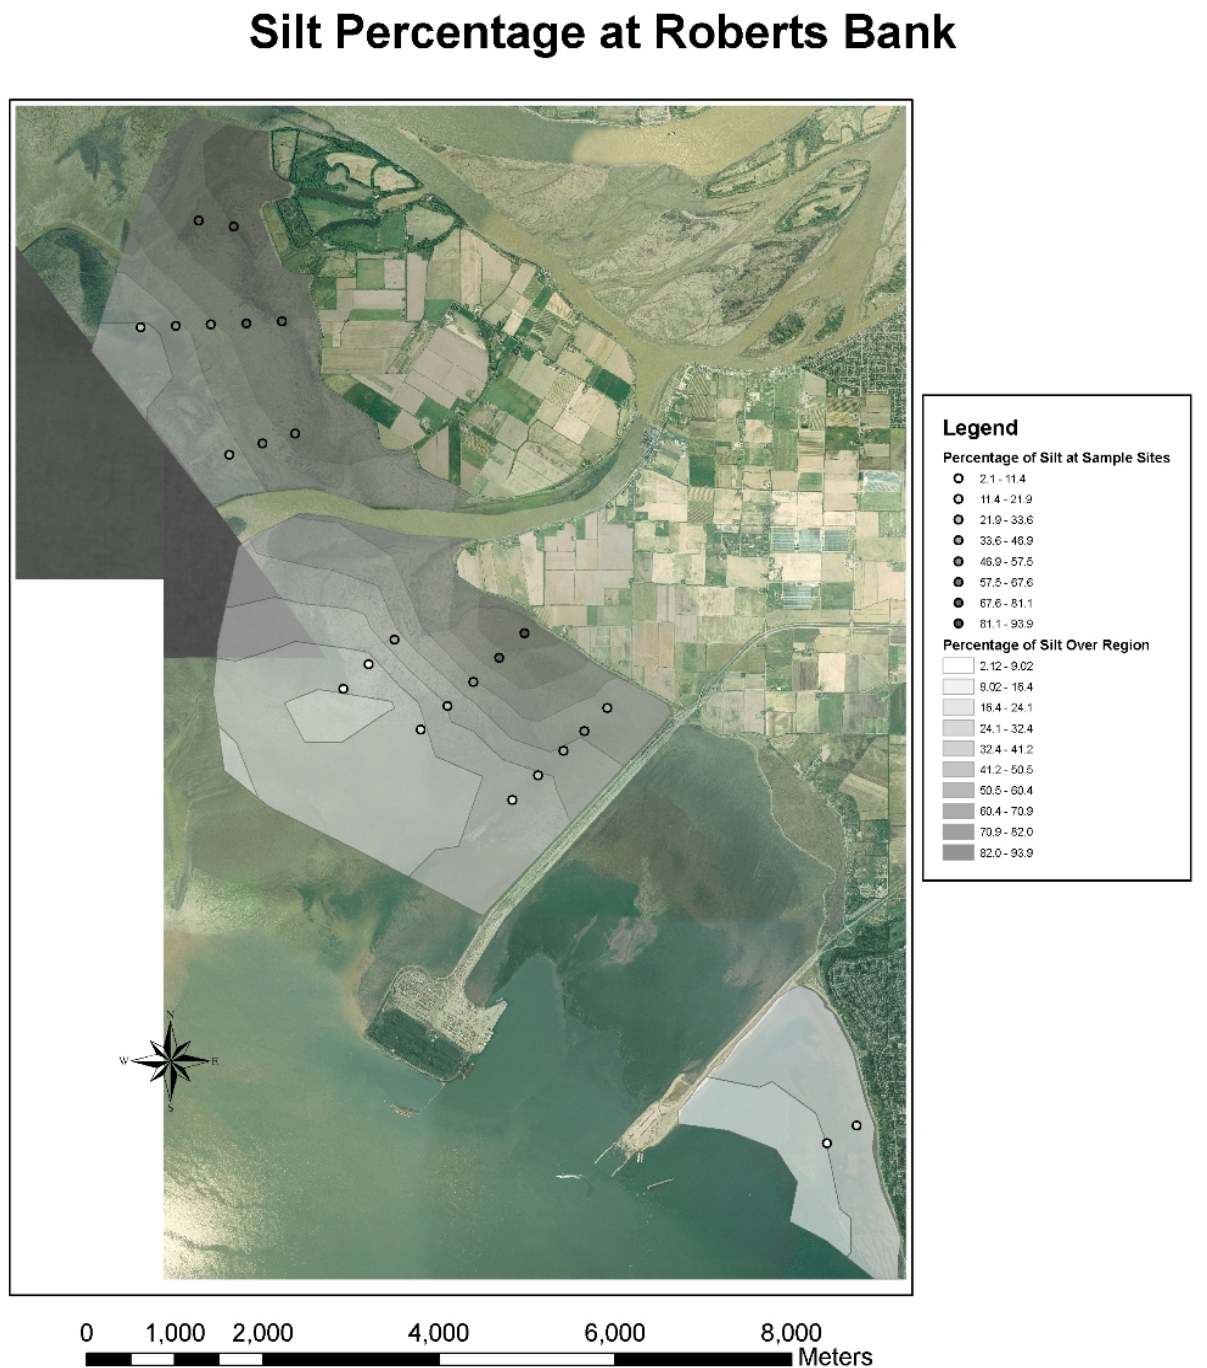 Silt Percentage at Roberts Bank
Legend
Percentage of Silt at Sample Sites
2.1 - 11.4
11.4 - 21.9
21.9 - 33.6
33.6 - 46.9
46.9 - 57.5
57.5 - 67.6
67.6 - 81.1
81.1 - 93.9
Percentage of Silt Over Region
2.12 - 9.02
9.02 - 16.4
16.4 - 24.1
24.1 - 32.4
32.4 - 41.2
41.2 - 50.5
50.5 - 60.4
60.4 - 70.9
70.9 - 82.0
82.0 - 93.9
N
W E
S
0 1,000 2,000 4,000 6,000 8,000
Meters